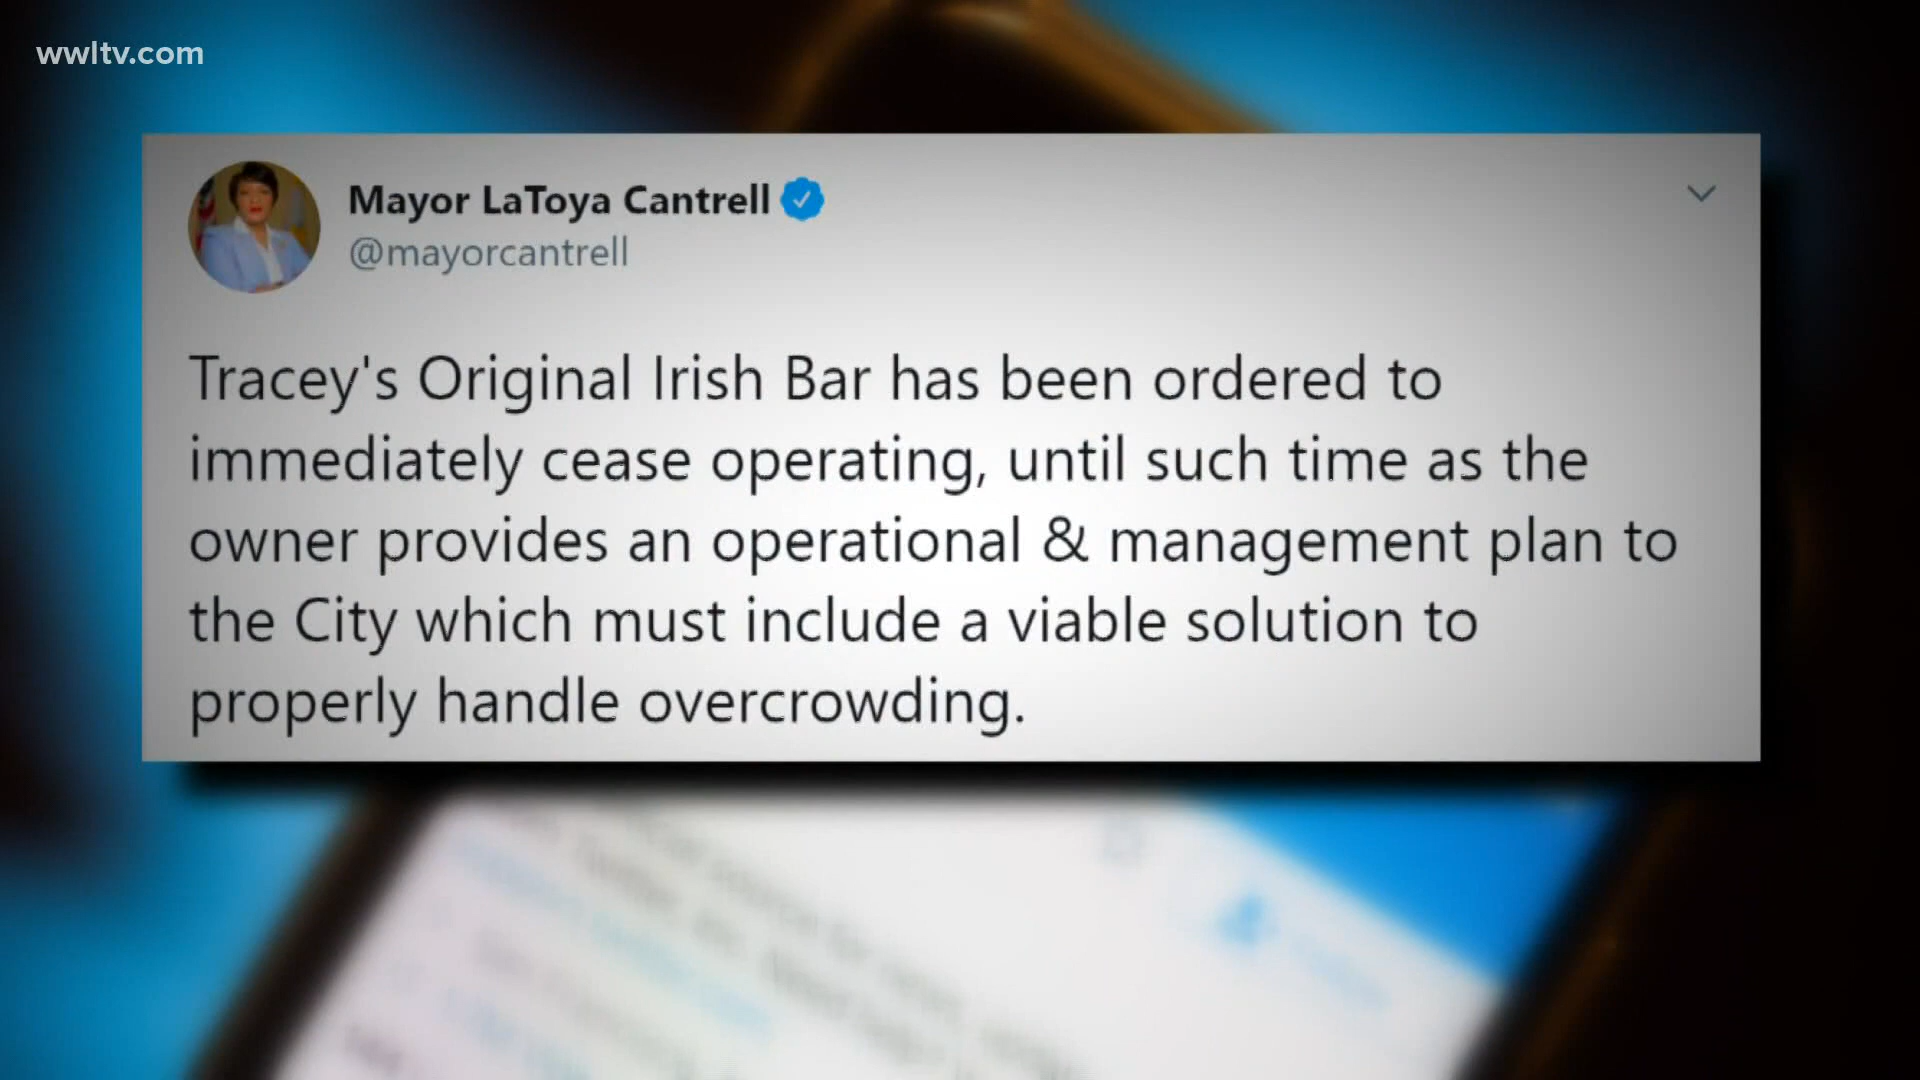 wwltv.com
Mayor LaToya Cantrell
@mayorcantrell
Tracey's Original Irish Bar has been ordered to
immediately cease operating, until such time as the
owner provides an operational & management plan to
the City which must include a viable solution to
properly handle overcrowding.